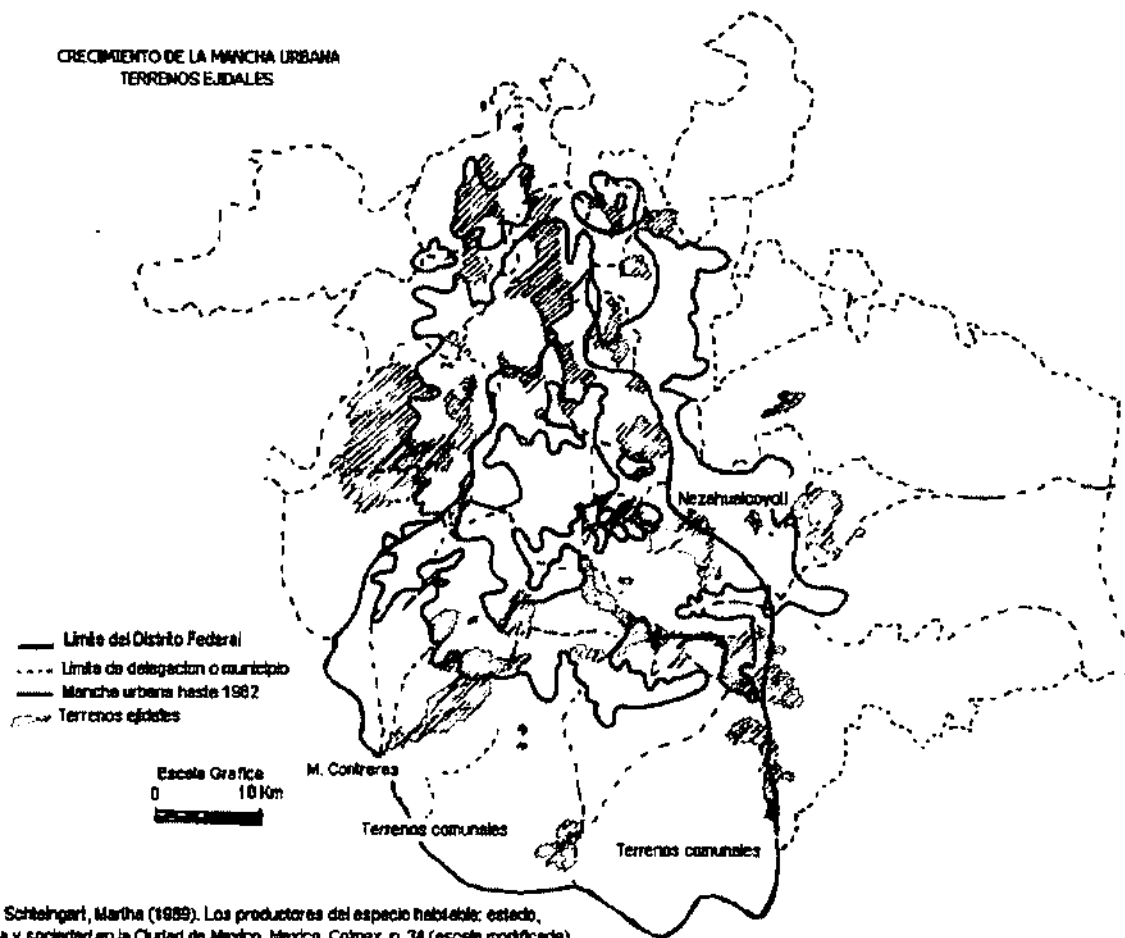 CRECIMIENTO DE LA MANCHA URBANA
TERRENOS EJIDALES
Nezahualcoyotl
Limite del Distrito Federal
Limite de delegacion o municipio
Mancha urbana hasta 1982
Terrenos ejidales
Escala Grafica
0 10 Km
M. Contreras
Terrenos comunales
Terrenos comunales
Schteingart, Martha (1989). Los productores del espacio habitable: estado,
y sociedad en la Ciudad de Mexico. Mexico, Colmex, p. 34 (escala modificada)